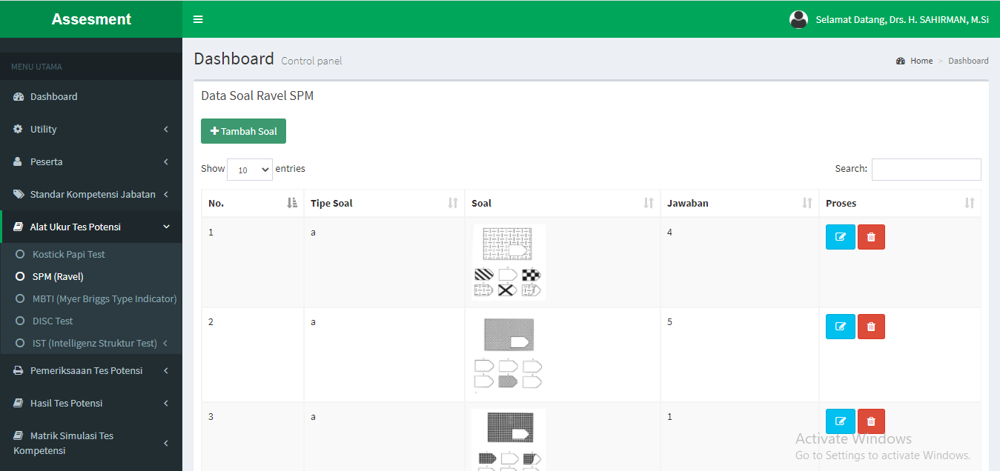 Assesment
Selamat Datang, Drs. H. SAHIRMAN, M.Si
MENU UTAMA
Dashboard
Utility
Peserta
Standar Kompetensi Jabatan
Alat Ukur Tes Potensi
Kostick Papi Test
SPM (Ravel)
MBTI (Myer Briggs Type Indicator)
DISC Test
IST (Intelligenz Struktur Test)
Pemeriksaaan Tes Potensi
Hasil Tes Potensi
Matrik Simulasi Tes
Kompetensi
Dashboard Control panel
Home > Dashboard
Data Soal Ravel SPM
Tambah Soal
Show 10 entries
Search:
No. Tipe Soal Soal Jawaban Proses
1 a 4
2 a 5
3 a 1
Activate Windows
Go to Settings to activate Windows.